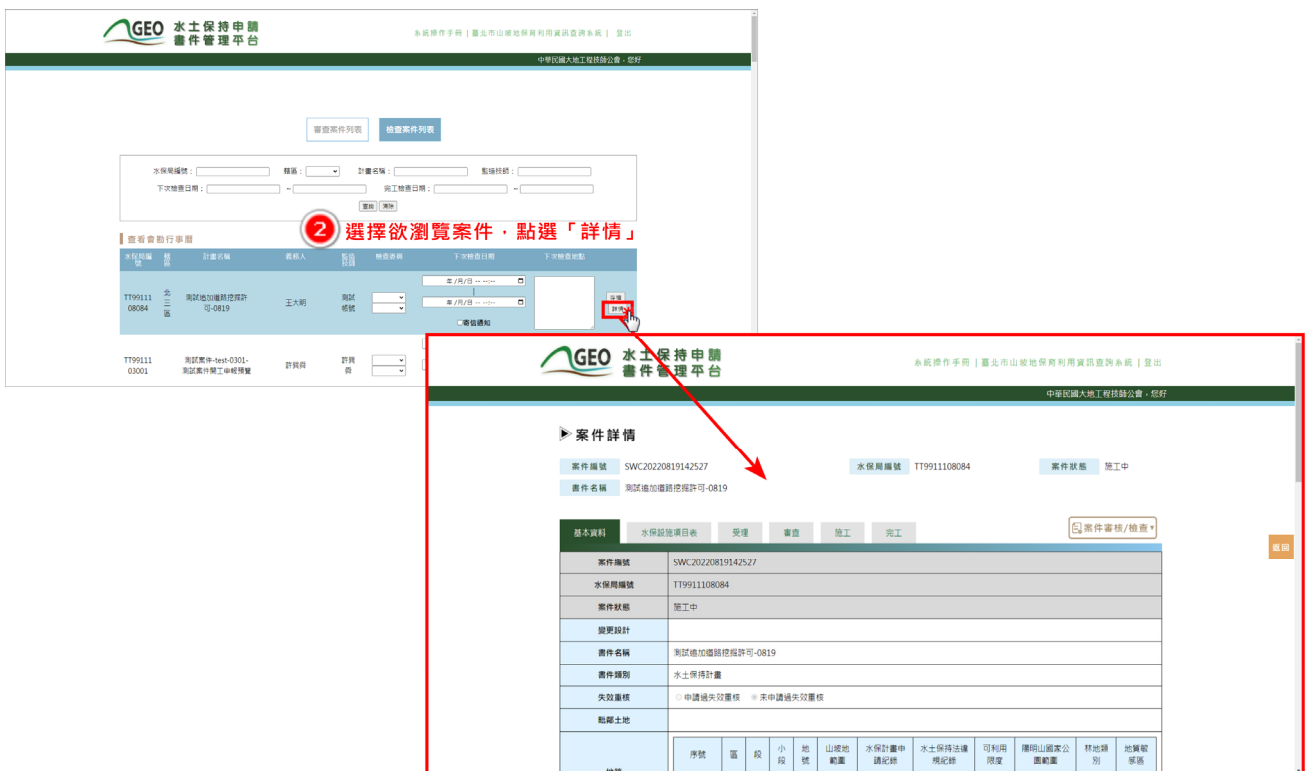 GEO 水土保持申請
書件管理平台
系統操作手冊 | 臺北市山坡地保育利用資訊查詢系統 | 登出
中華民國大地工程技師公會，您好
審查案件列表 檢查案件列表
水保局編號： 轄區： 計畫名稱： 監造技師：
下次檢查日期： ~ 完工檢查日期： ~
查詢 清除
2 選擇欲瀏覽案件，點選「詳情」
查看會勘行事曆
水保局編號 轄區 計畫名稱 義務人 監造技師 檢查委員 下次檢查日期 下次檢查地點
年 /月/日 -- --:--
|
TT99111 北三區 測試追加道路挖掘許 王大明 測試
08084 可-0819 帳號
年 /月/日 -- --:--
存檔
詳情
寄信通知
TT99111 測試案件-test-0301- 許巽舜 許巽
03001 測試案件開工申報預覽 舜
GEO 水土保持申請
書件管理平台
系統操作手冊 | 臺北市山坡地保育利用資訊查詢系統 | 登出
中華民國大地工程技師公會，您好
案件詳情
案件編號 SWC20220819142527 水保局編號 TT9911108084 案件狀態 施工中
書件名稱 測試追加道路挖掘許可-0819
基本資料 水保設施項目表 受理 審查 施工 完工 案件審核/檢查▼
返回
案件編號 SWC20220819142527
水保局編號 TT9911108084
案件狀態 施工中
變更設計
書件名稱 測試追加道路挖掘許可-0819
書件類別 水土保持計畫
失效重核 申請過失效重核 未申請過失效重核
毗鄰土地
序號 區 段 小段 地號 山坡地範圍 水保計畫申請紀錄 水土保持法違規紀錄 可利用限度 陽明山國家公園範圍 林地類別 地質敏感區